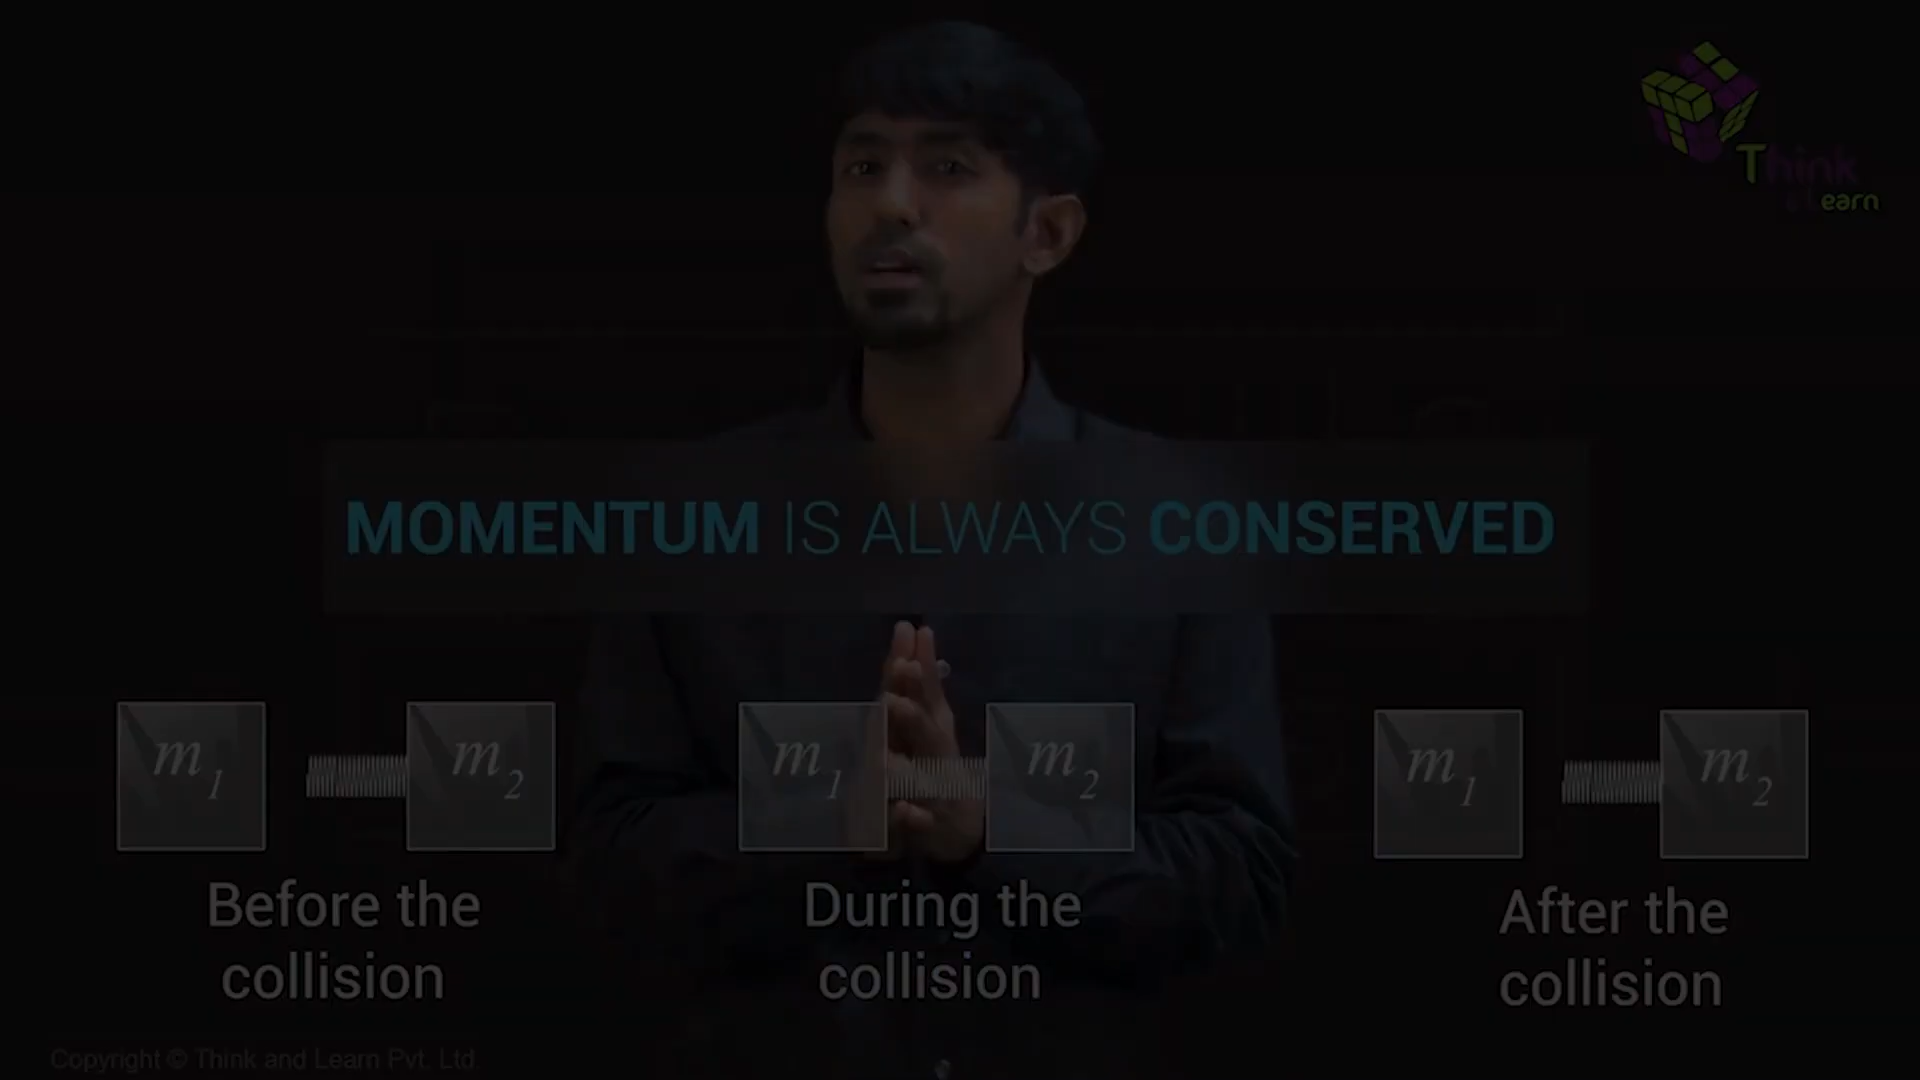 Think
&Learn
MOMENTUM IS ALWAYS CONSERVED
m1
m2
m1
m2
m1
m2
Before the
collision
During the
collision
After the
collision
Copyright © Think and Learn Pvt. Ltd.